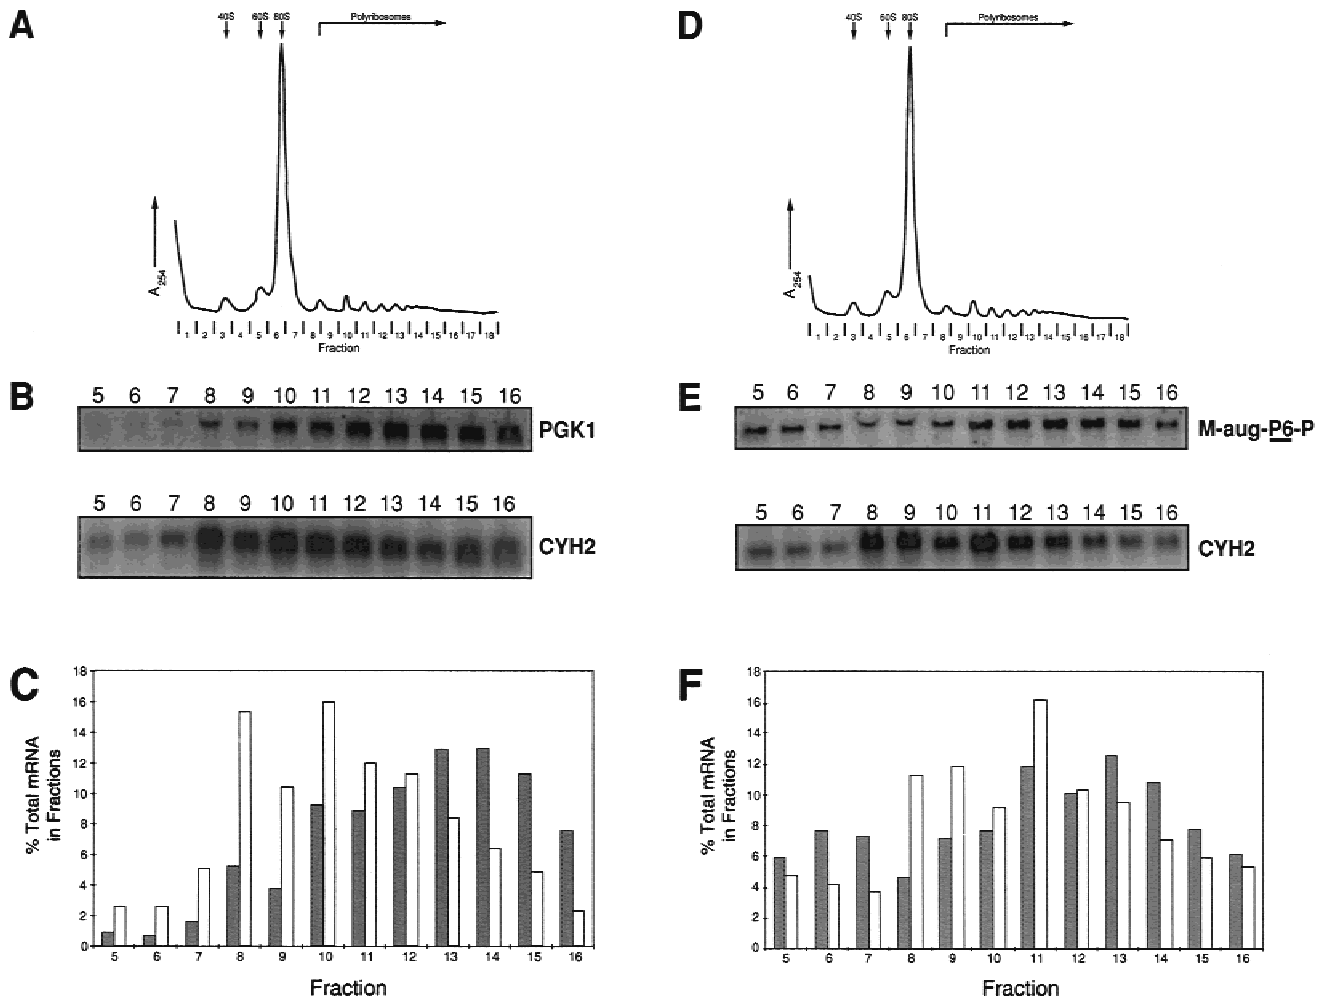 A
40S 60S 80S Polyribosomes
A254
1 2 3 4 5 6 7 8 9 10 11 12 13 14 15 16 17 18
Fraction
B
5 6 7 8 9 10 11 12 13 14 15 16
PGK1
5 6 7 8 9 10 11 12 13 14 15 16
CYH2
C
% Total mRNA
in Fractions
18
16
14
12
10
8
6
4
2
0
5 6 7 8 9 10 11 12 13 14 15 16
Fraction
D
40S 60S 80S Polyribosomes
A254
1 2 3 4 5 6 7 8 9 10 11 12 13 14 15 16 17 18
Fraction
E
5 6 7 8 9 10 11 12 13 14 15 16
M-aug-P6-P
5 6 7 8 9 10 11 12 13 14 15 16
CYH2
F
% Total mRNA
in Fractions
18
16
14
12
10
8
6
4
2
0
5 6 7 8 9 10 11 12 13 14 15 16
Fraction